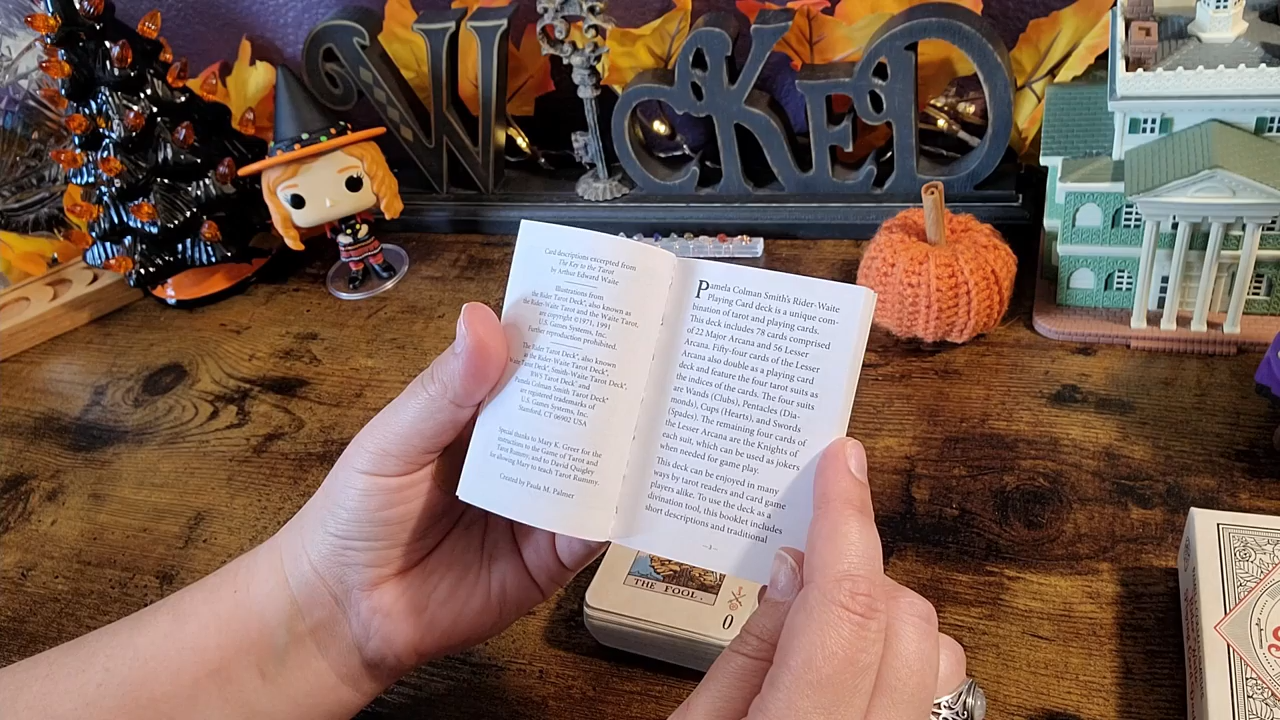 WICKED
Card descriptions excerpted from
The Key to the Tarot
by Arthur Edward Waite
Illustrations from
the Rider Tarot Deck®, also known as
the Rider-Waite Tarot and the Waite Tarot,
are copyright ©1971, 1991
U.S. Games Systems, Inc.
Further reproduction prohibited.
The Rider Tarot Deck®, also known
as the Rider-Waite Tarot Deck®,
Waite Tarot Deck®, Smith-Waite Tarot Deck®,
RWS Tarot Deck® and
Pamela Colman Smith Tarot Deck®
are registered trademarks of
U.S. Games Systems, Inc.
Stamford, CT 06902 USA
Special thanks to Mary K. Greer for the
instructions to the Game of Tarot and
Tarot Rummy, and to David Quigley
for allowing Mary to teach Tarot Rummy.
Created by Paula M. Palmer
Pamela Colman Smith's Rider-Waite
Playing Card deck is a unique com-
bination of tarot and playing cards.
This deck includes 78 cards comprised
of 22 Major Arcana and 56 Lesser
Arcana. Fifty-four cards of the Lesser
Arcana also double as a playing card
deck and feature the four tarot suits as
the indices of the cards. The four suits
are Wands (Clubs), Pentacles (Dia-
monds), Cups (Hearts), and Swords
(Spades). The remaining four cards of
the Lesser Arcana are the Knights of
each suit, which can be used as jokers
when needed for game play.
This deck can be enjoyed in many
ways by tarot readers and card game
players alike. To use the deck as a
divination tool, this booklet includes
short descriptions and traditional
—3—
THE FOOL.
0